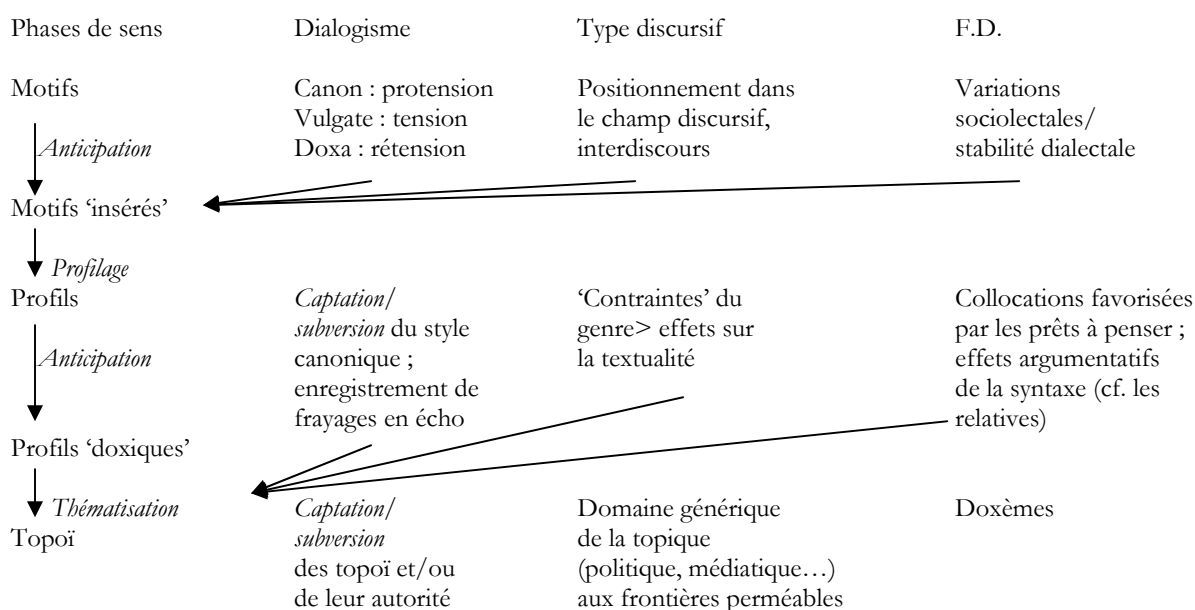 Phases de sens Dialogisme Type discursif F.D.
Motifs Canon : protension Positionnement dans Variations
Vulgate : tension le champ discursif, sociolectales/
Anticipation Doxa : rétension interdiscours stabilité dialectale
Motifs ‘insérés’
Profilage
Profils Captation/ ‘Contraintes’ du Collocations favorisées
subversion du style genre> effets sur par les prêts à penser ;
Anticipation canonique ; la textualité effets argumentatifs
enregistrement de de la syntaxe (cf. les
frayages en écho relatives)
Profils ‘doxiques’
Thématisation Captation/ Domaine générique Doxèmes
Topoï subversion de la topique
des topoï et/ou (politique, médiatique…)
de leur autorité aux frontières perméables